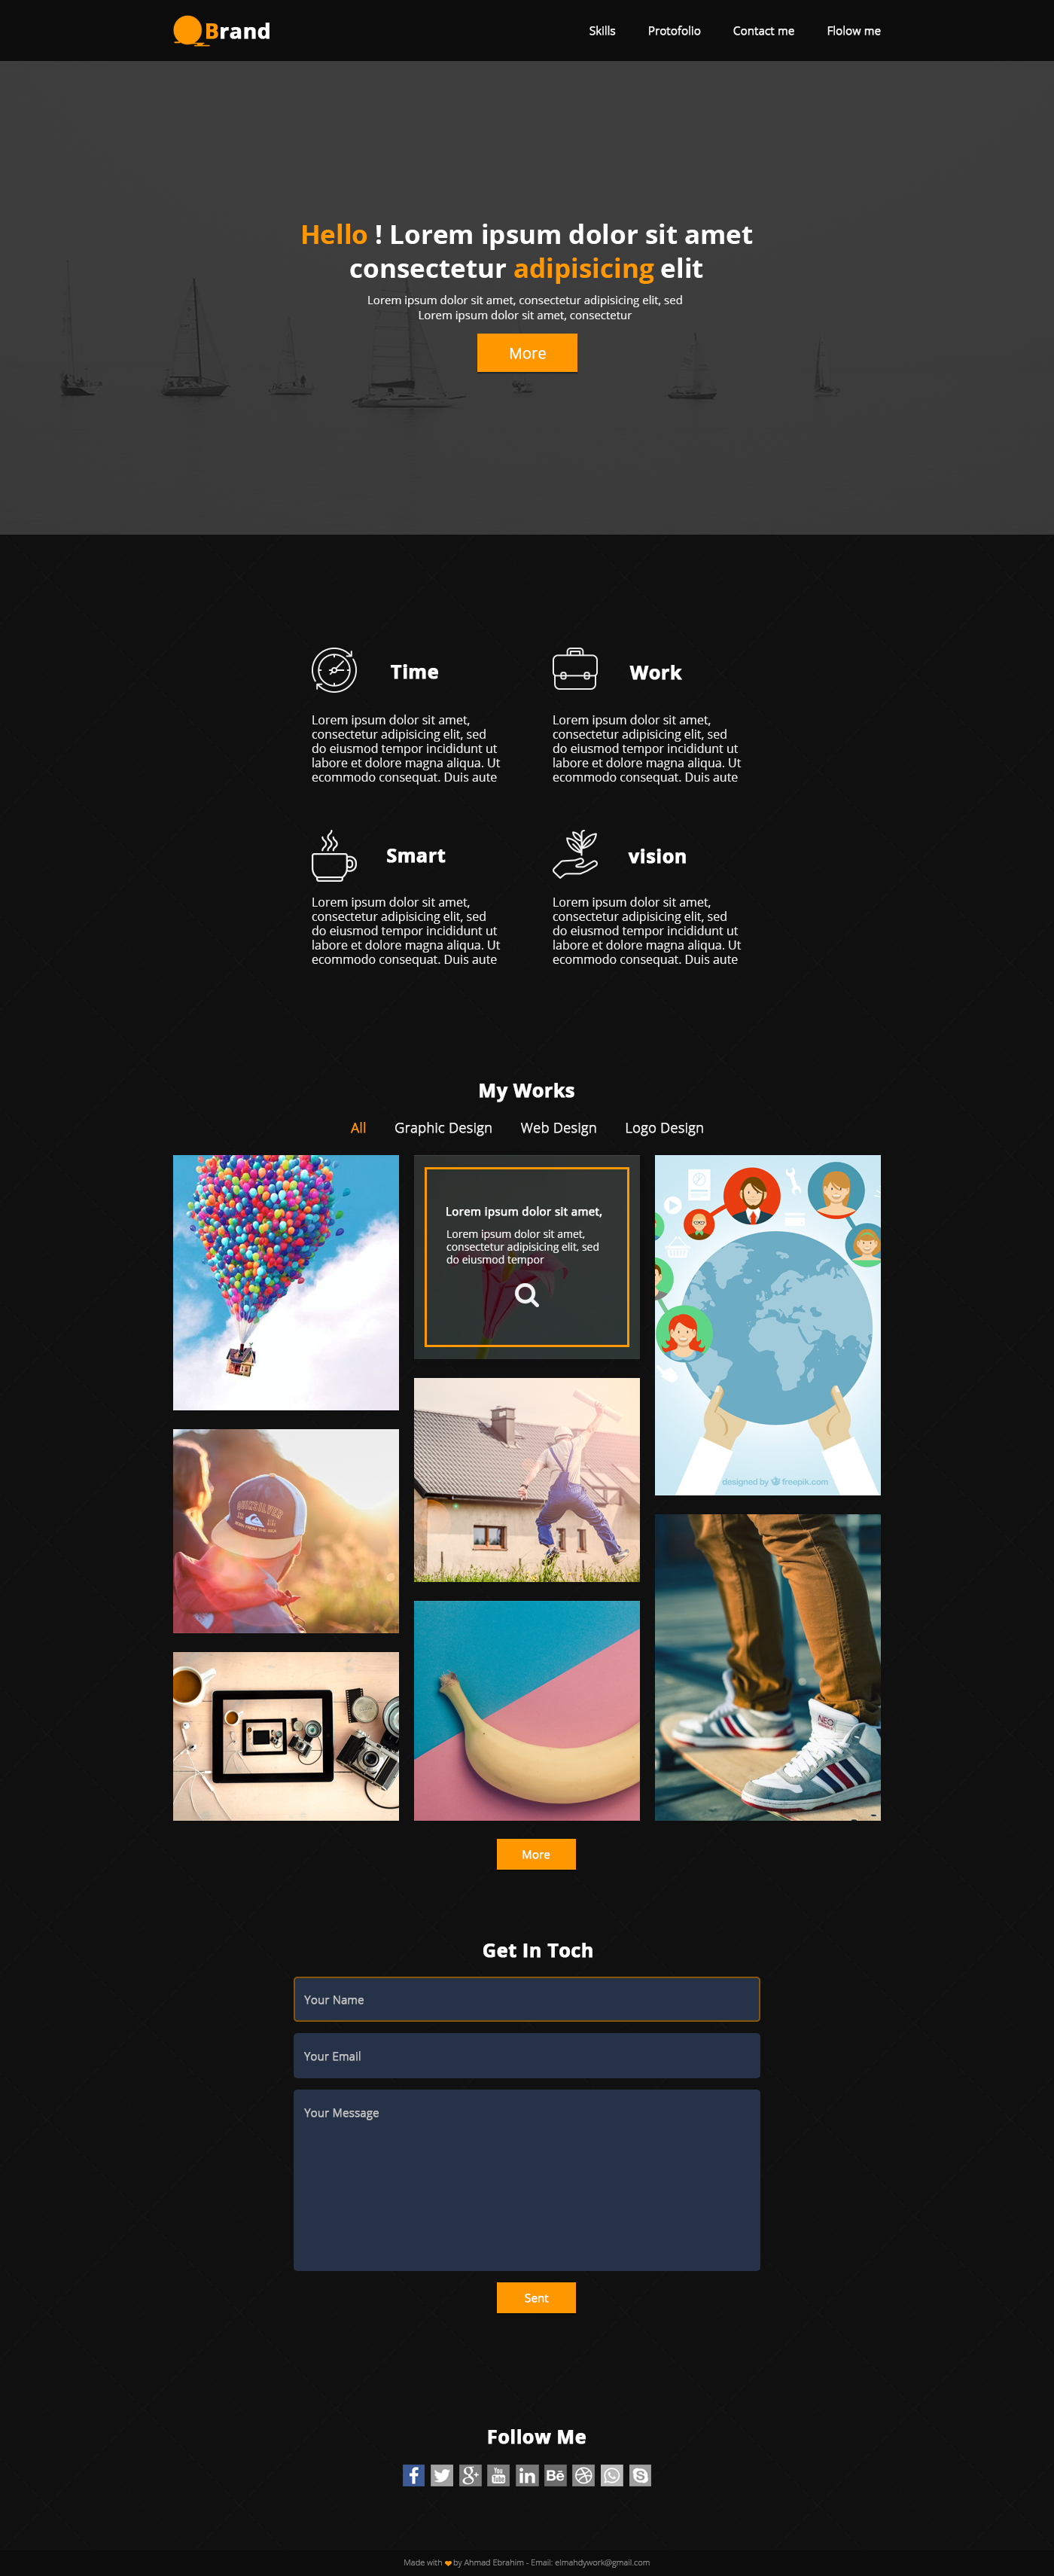 Brand
Skills
Protofolio
Contact me
Flolow me
Hello ! Lorem ipsum dolor sit amet
consectetur adipisicing elit
Lorem ipsum dolor sit amet, consectetur adipisicing elit, sed
Lorem ipsum dolor sit amet, consectetur
More
Time
Lorem ipsum dolor sit amet,
consectetur adipisicing elit, sed
do eiusmod tempor incididunt ut
labore et dolore magna aliqua. Ut
ecommodo consequat. Duis aute
Work
Lorem ipsum dolor sit amet,
consectetur adipisicing elit, sed
do eiusmod tempor incididunt ut
labore et dolore magna aliqua. Ut
ecommodo consequat. Duis aute
Smart
Lorem ipsum dolor sit amet,
consectetur adipisicing elit, sed
do eiusmod tempor incididunt ut
labore et dolore magna aliqua. Ut
ecommodo consequat. Duis aute
vision
Lorem ipsum dolor sit amet,
consectetur adipisicing elit, sed
do eiusmod tempor incididunt ut
labore et dolore magna aliqua. Ut
ecommodo consequat. Duis aute
My Works
All
Graphic Design
Web Design
Logo Design
Lorem ipsum dolor sit amet,
Lorem ipsum dolor sit amet,
consectetur adipisicing elit, sed
do eiusmod tempor
designed by freepik.com
QUIKSILVER
NEO
More
Get In Toch
Your Name
Your Email
Your Message
Sent
Follow Me
f
g+
You
Tube
in
Bē
S
Made with by Ahmad Ebrahim - Email: elmahdywork@gmail.com